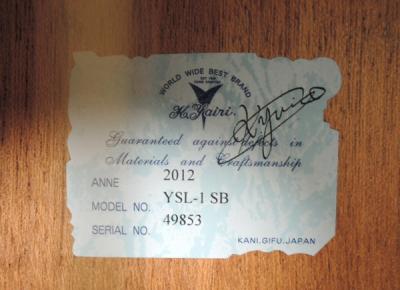 WORLD WIDE BEST BRAND
K.Yairi.
Guaranteed against defects in
Materials and Craftsmanship
ANNE 2012
MODEL NO. YSL-1 SB
SERIAL NO. 49853
KANI.GIFU.JAPAN